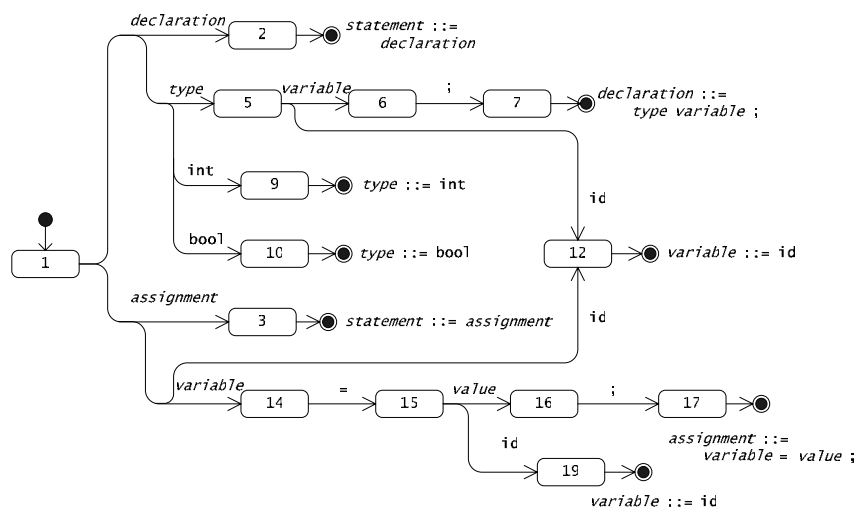 declaration
2
statement ::=
declaration
type
5
variable
6
;
7
declaration ::=
type variable ;
int
9
type ::= int
id
bool
10
type ::= bool
12
variable ::= id
1
assignment
3
statement ::= assignment
id
variable
14
=
15
value
16
;
17
assignment ::=
variable = value ;
id
19
variable ::= id